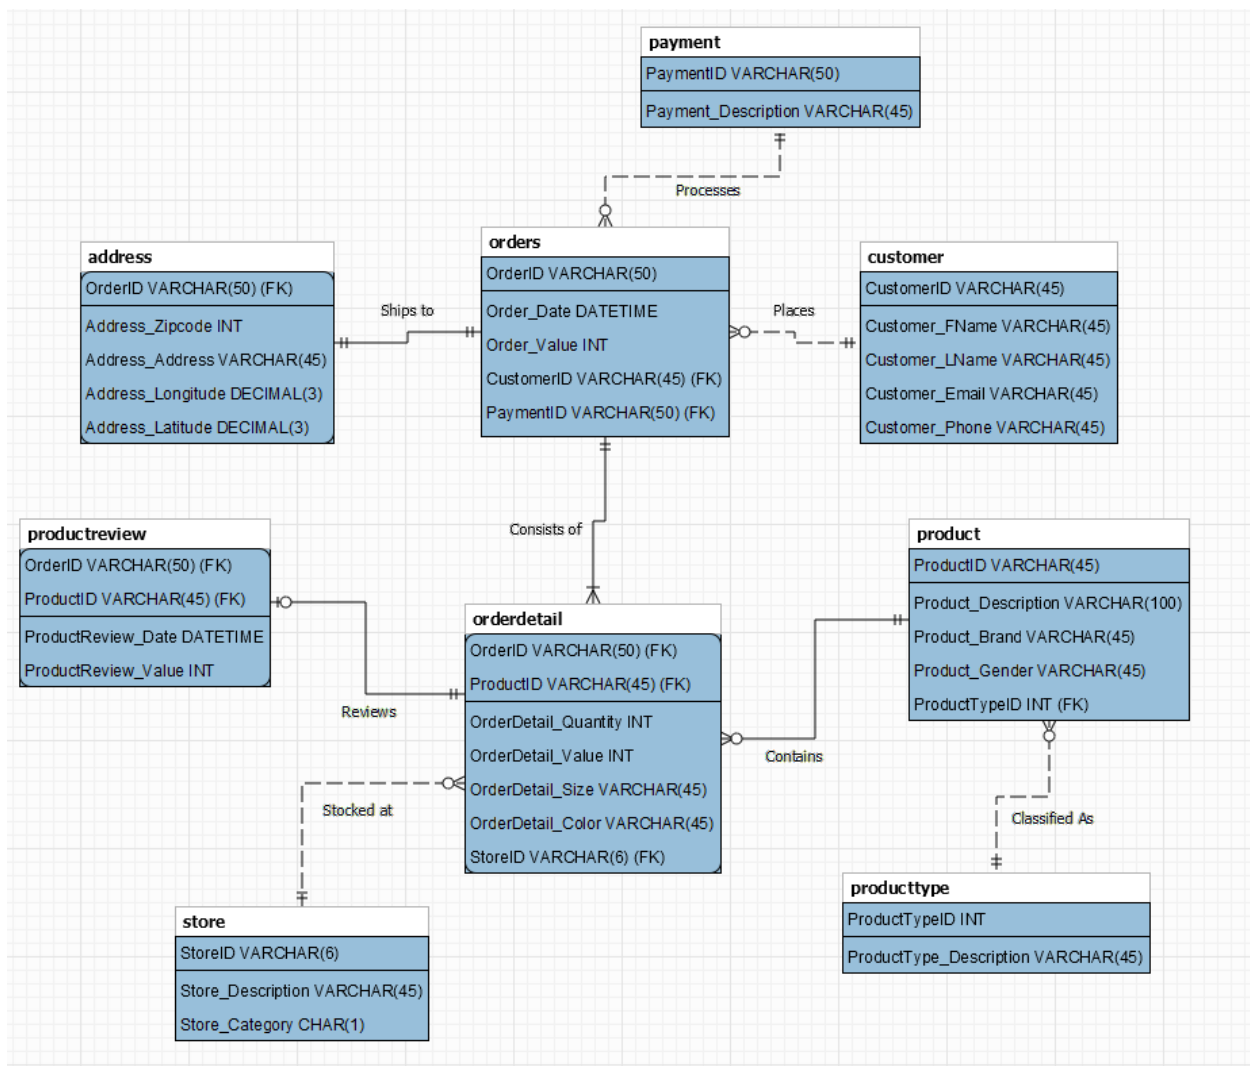 payment
PaymentID VARCHAR(50)
Payment_Description VARCHAR(45)
Processes
address
OrderID VARCHAR(50) (FK)
Address_Zipcode INT
Address_Address VARCHAR(45)
Address_Longitude DECIMAL(3)
Address_Latitude DECIMAL(3)
Ships to
orders
OrderID VARCHAR(50)
Order_Date DATETIME
Order_Value INT
CustomerID VARCHAR(45) (FK)
PaymentID VARCHAR(50) (FK)
Places
customer
CustomerID VARCHAR(45)
Customer_FName VARCHAR(45)
Customer_LName VARCHAR(45)
Customer_Email VARCHAR(45)
Customer_Phone VARCHAR(45)
Consists of
productreview
OrderID VARCHAR(50) (FK)
ProductID VARCHAR(45) (FK)
ProductReview_Date DATETIME
ProductReview_Value INT
Reviews
orderdetail
OrderID VARCHAR(50) (FK)
ProductID VARCHAR(45) (FK)
OrderDetail_Quantity INT
OrderDetail_Value INT
OrderDetail_Size VARCHAR(45)
OrderDetail_Color VARCHAR(45)
StoreID VARCHAR(6) (FK)
Contains
product
ProductID VARCHAR(45)
Product_Description VARCHAR(100)
Product_Brand VARCHAR(45)
Product_Gender VARCHAR(45)
ProductTypeID INT (FK)
Stocked at
Classified As
store
StoreID VARCHAR(6)
Store_Description VARCHAR(45)
Store_Category CHAR(1)
producttype
ProductTypeID INT
ProductType_Description VARCHAR(45)